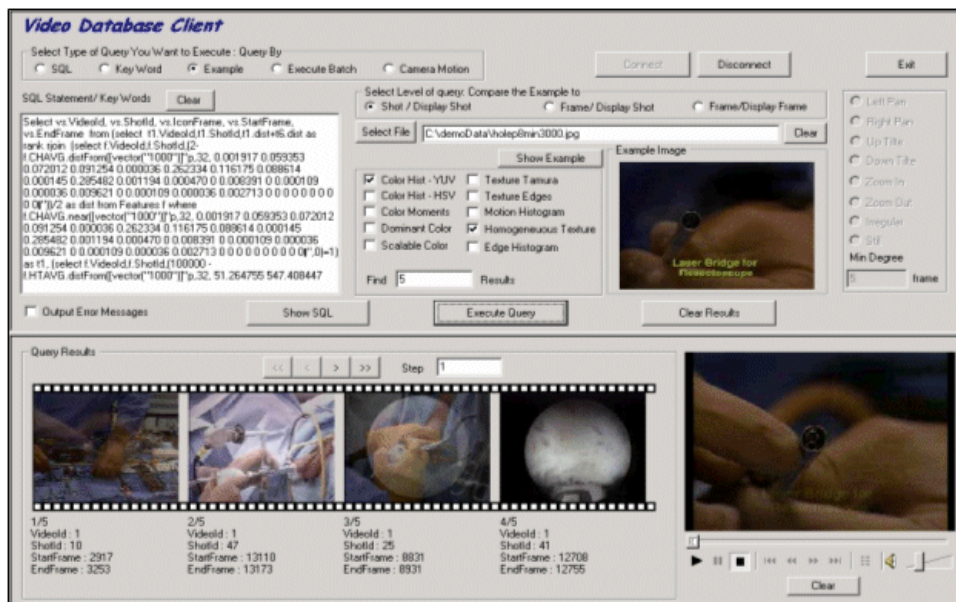 Video Database Client
Select Type of Query You Want to Execute : Query By
SQL Key Word Example Execute Batch Camera Motion
Connect Disconnect Exit
SQL Statement/ Key Words Clear
Select vs.VideoId, vs.ShotId, vs.IconFrame, vs.StartFrame,
vs.EndFrame from (select t1.VideoId,t1.ShotId,t1.dist+t6.dist as
rank rjoin (select f.VideoId,f.ShotId,(2-
f.CHAVG.distFrom([vector("1000")]["p,32, 0.001917 0.059353
0.072012 0.091254 0.000036 0.262334 0.116175 0.088614
0.000145 0.285482 0.001194 0.000470 0 0.008391 0 0.000109
0.000036 0.009621 0 0.000109 0.000036 0.002713 0 0 0 0 0 0 0
0 0["))/2 as dist from Features f where
f.CHAVG.near([vector("1000")]["p,32, 0.001917 0.059353 0.072012
0.091254 0.000036 0.262334 0.116175 0.088614 0.000145
0.285482 0.001194 0.000470 0 0.008391 0 0.000109 0.000036
0.009621 0 0.000109 0.000036 0.002713 0 0 0 0 0 0 0 0 0[",0)=1)
as t1, (select f.VideoId,f.ShotId,(100000 -
f.HTAVG.distFrom([vector("1000")]["p,32, 51.264755 547.408447
Select Level of query: Compare the Example to
Shot / Display Shot Frame/ Display Shot Frame/Display Frame
Select File C:\demoData\holep8min3000.jpg Clear
Show Example
Color Hist - YUV Texture Tamura
Color Hist - HSV Texture Edges
Color Moments Motion Histogram
Dominant Color Homogeneuous Texture
Scalable Color Edge Histogram
Find 5 Results
Example Image
Laser Bridge for
Left Pan
Right Pan
Up Tilte
Down Tilte
Zoom In
Zoom Out
Irregular
Still
Min Degree
5 frame
Output Error Messages Show SQL Execute Query Clear Results
Query Results
<< < > >> Step 1
1/5
VideoId : 1
ShotId : 10
StartFrame : 2917
EndFrame : 3253
2/5
VideoId : 1
ShotId : 47
StartFrame : 13110
EndFrame : 13173
3/5
VideoId : 1
ShotId : 25
StartFrame : 8831
EndFrame : 8931
4/5
VideoId : 1
ShotId : 41
StartFrame : 12708
EndFrame : 12755
Laser Bridge for
Clear